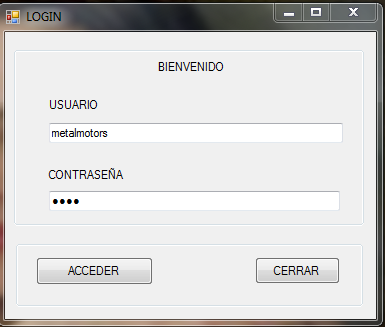 LOGIN
BIENVENIDO
USUARIO
metalmotors
CONTRASEÑA
••••
ACCEDER
CERRAR